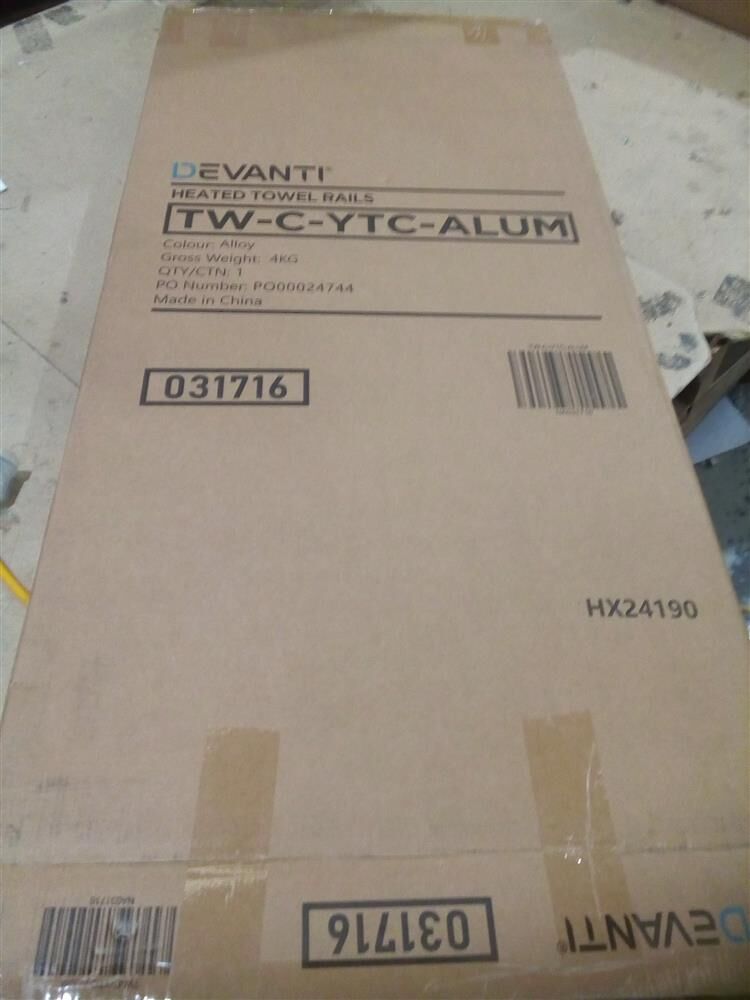 DEVANTI
HEATED TOWEL RAILS
TW-C-YTC-ALUM
Colour: Alloy
Gross Weight: 4KG
QTY/CTN: 1
PO Number: PO00024744
Made in China
031716
HX24190
NA031716
031716
DEVANTI®